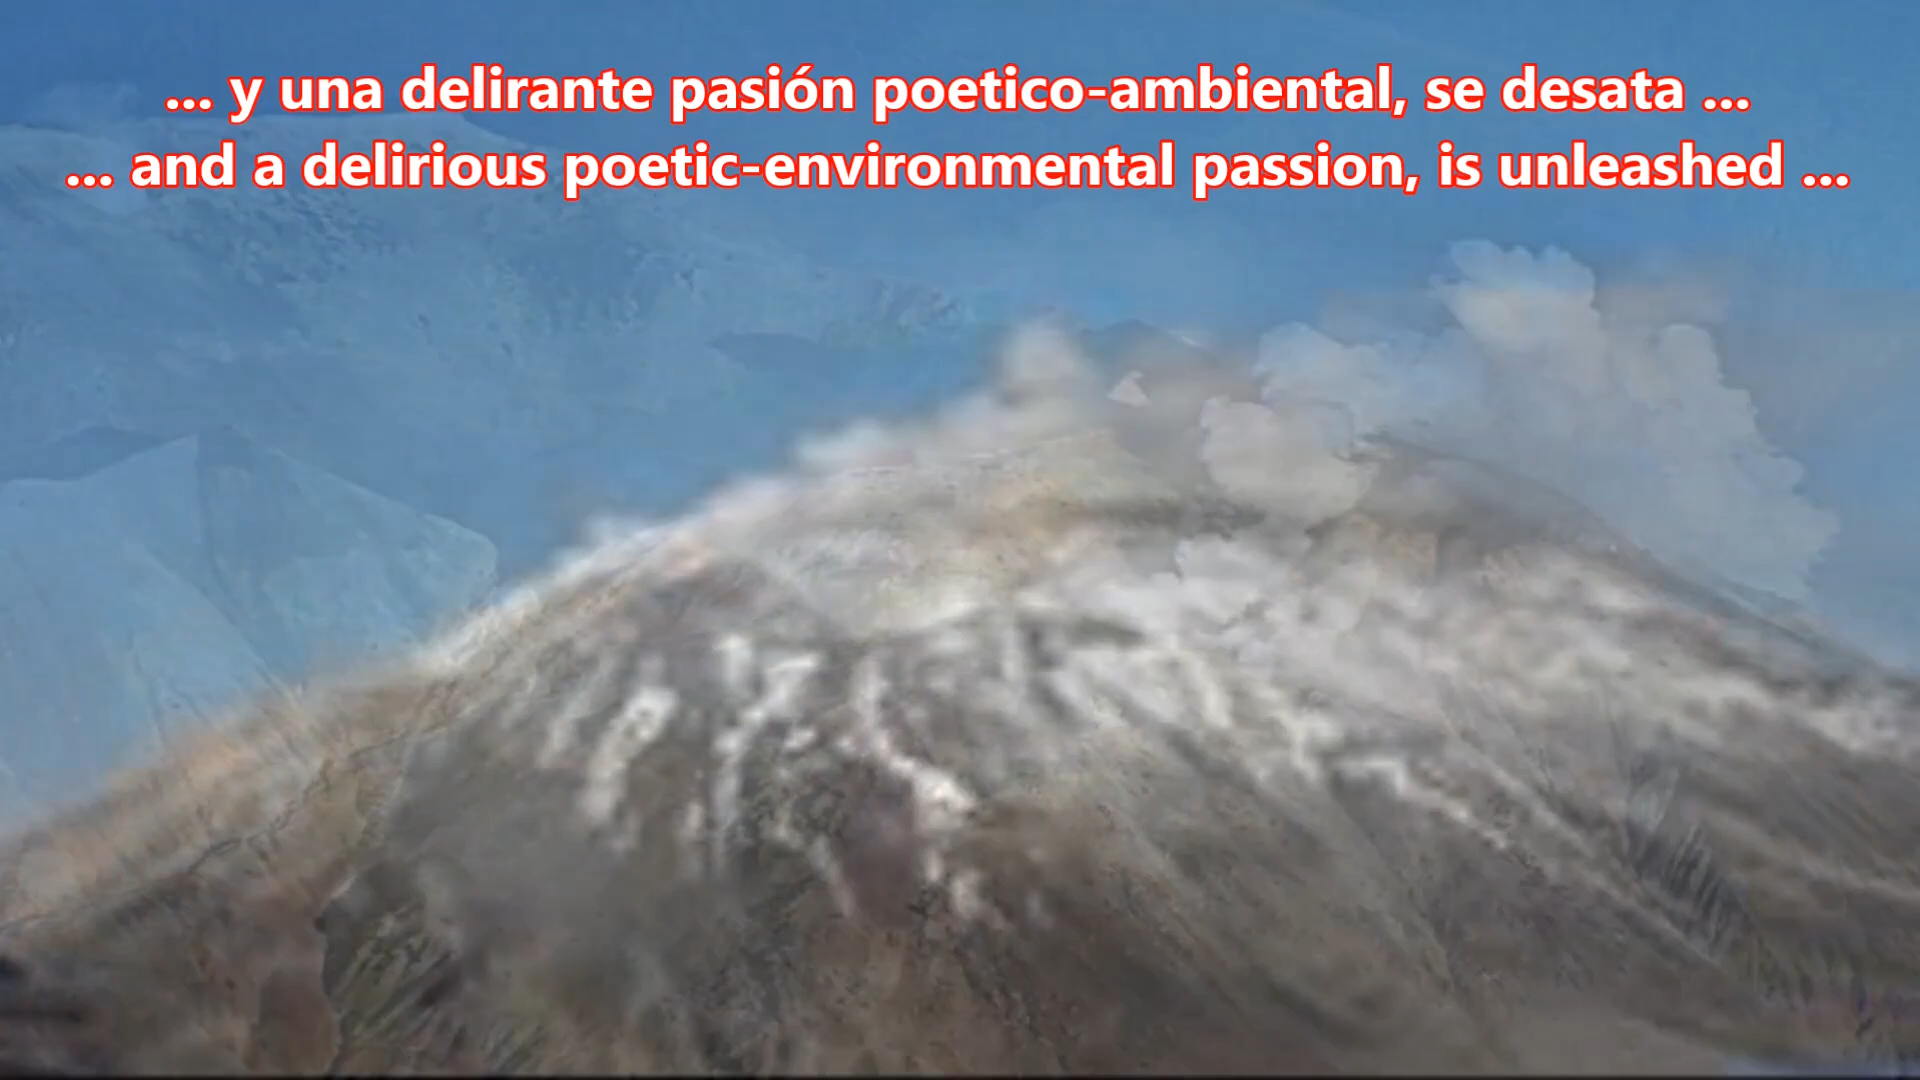 ... y una delirante pasión poetico-ambiental, se desata ...
... and a delirious poetic-environmental passion, is unleashed ...